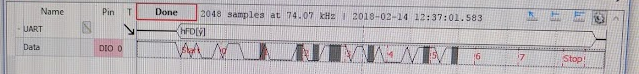 Name Pin T Done 2048 samples at 74.07 kHz | 2018-02-14 12:37:01.583
UART hFD[ý]
Data DIO 0 Start 0 1 2 3 4 5 6 7 Stop